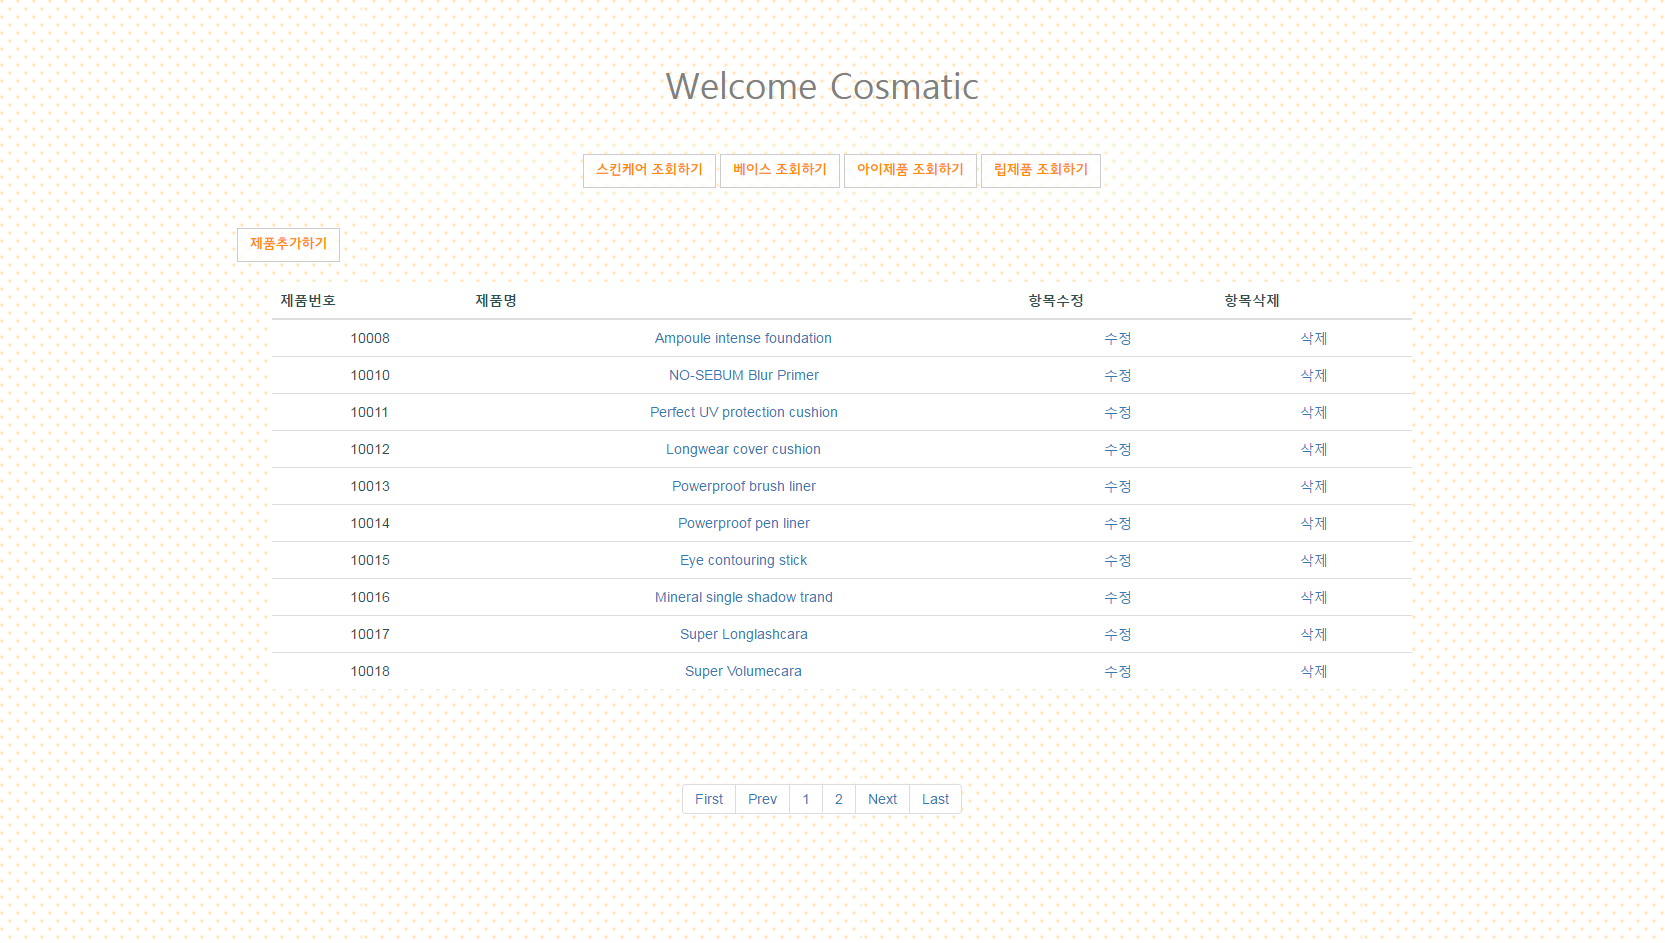 Welcome Cosmatic
스킨케어 조회하기 베이스 조회하기 아이제품 조회하기 립제품 조회하기
제품추가하기
제품번호 제품명 항목수정 항목삭제
10008 Ampoule intense foundation 수정 삭제
10010 NO-SEBUM Blur Primer 수정 삭제
10011 Perfect UV protection cushion 수정 삭제
10012 Longwear cover cushion 수정 삭제
10013 Powerproof brush liner 수정 삭제
10014 Powerproof pen liner 수정 삭제
10015 Eye contouring stick 수정 삭제
10016 Mineral single shadow trand 수정 삭제
10017 Super Longlashcara 수정 삭제
10018 Super Volumecara 수정 삭제
First Prev 1 2 Next Last